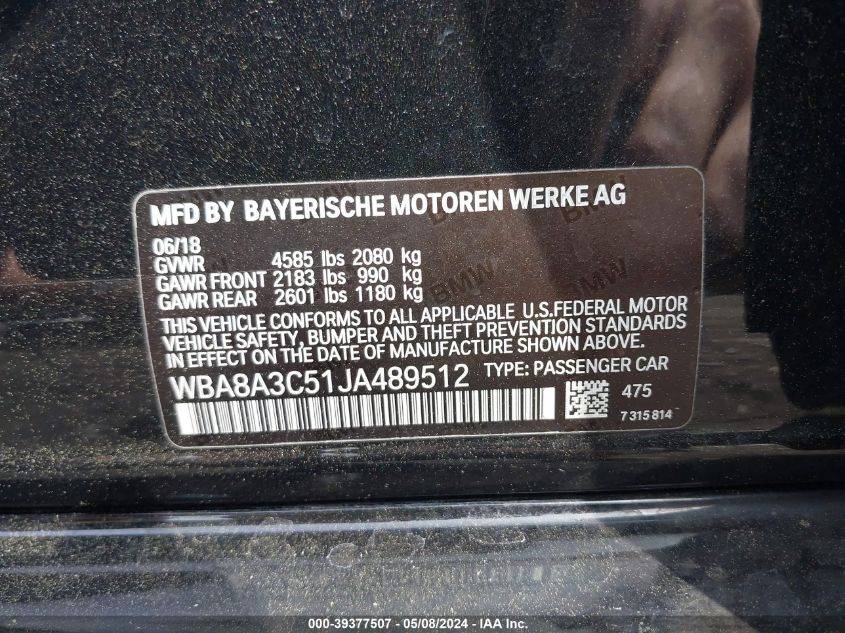 MFD BY BAYERISCHE MOTOREN WERKE AG
06/18
GVWR 4585 lbs 2080 kg
GAWR FRONT 2183 lbs 990 kg
GAWR REAR 2601 lbs 1180 kg
THIS VEHICLE CONFORMS TO ALL APPLICABLE U.S.FEDERAL MOTOR
VEHICLE SAFETY, BUMPER AND THEFT PREVENTION STANDARDS
IN EFFECT ON THE DATE OF MANUFACTURE SHOWN ABOVE.
WBA8A3C51JA489512 TYPE: PASSENGER CAR
475
7315814
000-39377507 - 05/08/2024 - IAA Inc.